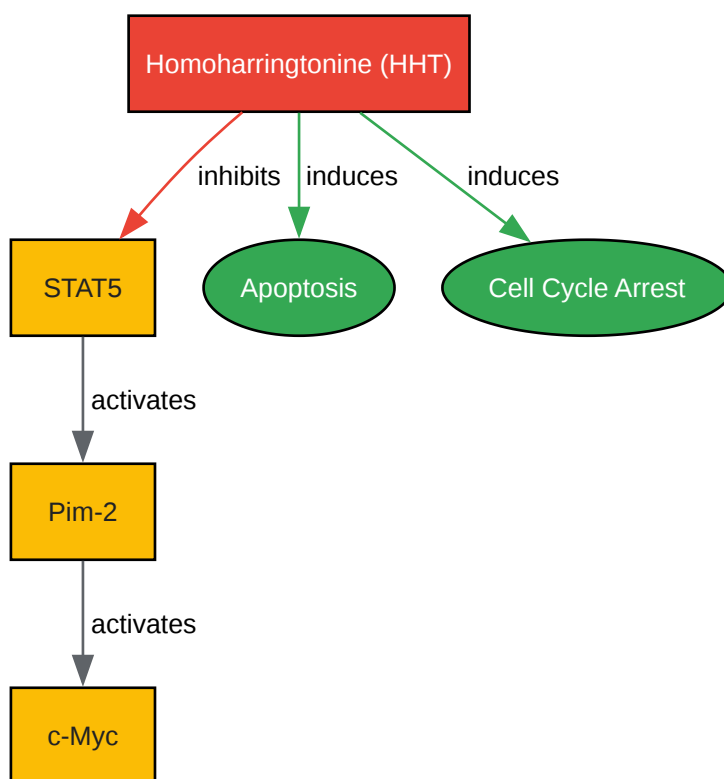 Homoharringtonine (HHT)
inhibits
induces
induces
STAT5
Apoptosis
Cell Cycle Arrest
activates
Pim-2
activates
c-Myc